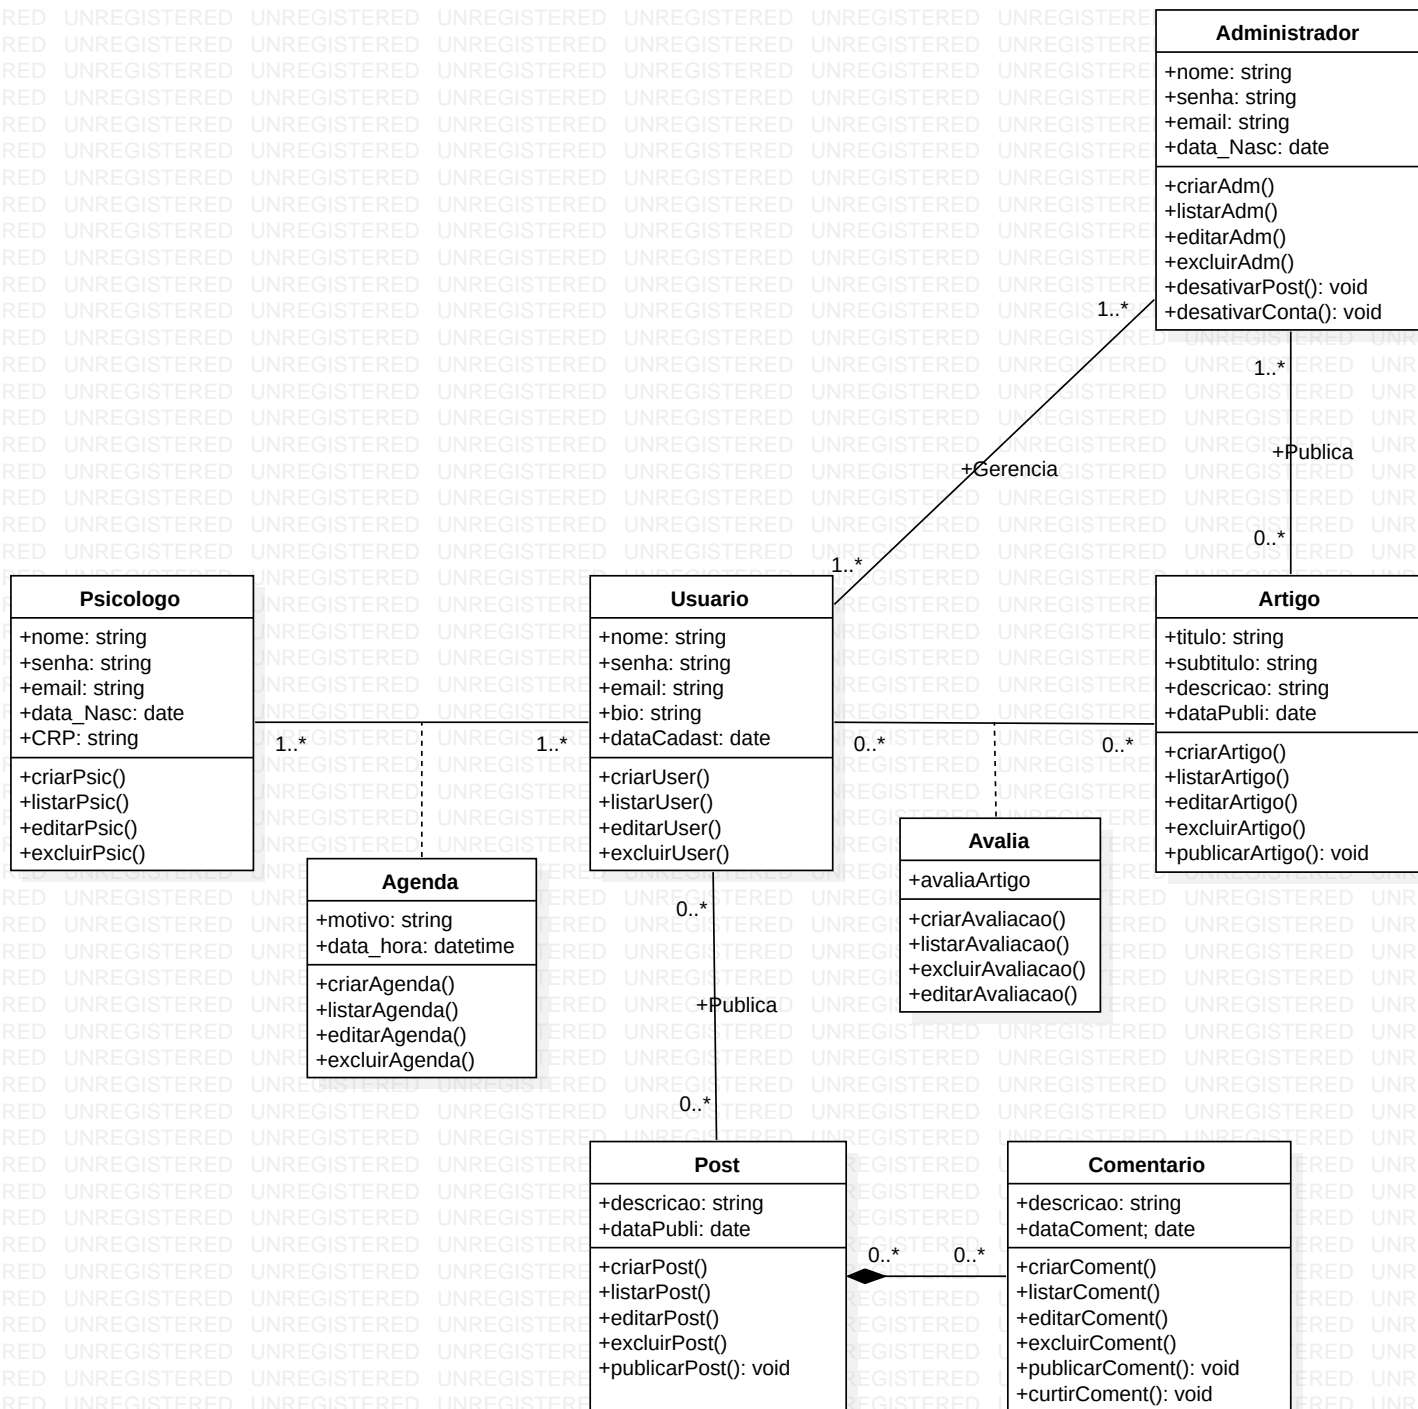 Administrador
+nome: string
+senha: string
+email: string
+data_Nasc: date
+criarAdm()
+listarAdm()
+editarAdm()
+excluirAdm()
+desativarPost(): void
+desativarConta(): void
1..*
1..*
+Publica
+Gerencia
0..*
1..*
Psicologo
+nome: string
+senha: string
+email: string
+data_Nasc: date
+CRP: string
+criarPsic()
+listarPsic()
+editarPsic()
+excluirPsic()
1..*
1..*
Usuario
+nome: string
+senha: string
+email: string
+bio: string
+dataCadast: date
+criarUser()
+listarUser()
+editarUser()
+excluirUser()
0..*
0..*
Artigo
+titulo: string
+subtitulo: string
+descricao: string
+dataPubli: date
+criarArtigo()
+listarArtigo()
+editarArtigo()
+excluirArtigo()
+publicarArtigo(): void
Agenda
+motivo: string
+data_hora: datetime
+criarAgenda()
+listarAgenda()
+editarAgenda()
+excluirAgenda()
Avalia
+avaliaArtigo
+criarAvaliacao()
+listarAvaliacao()
+excluirAvaliacao()
+editarAvaliacao()
0..*
+Publica
0..*
Post
+descricao: string
+dataPubli: date
+criarPost()
+listarPost()
+editarPost()
+excluirPost()
+publicarPost(): void
0..*
0..*
Comentario
+descricao: string
+dataComent; date
+criarComent()
+listarComent()
+editarComent()
+excluirComent()
+publicarComent(): void
+curtirComent(): void
UNREGISTERED